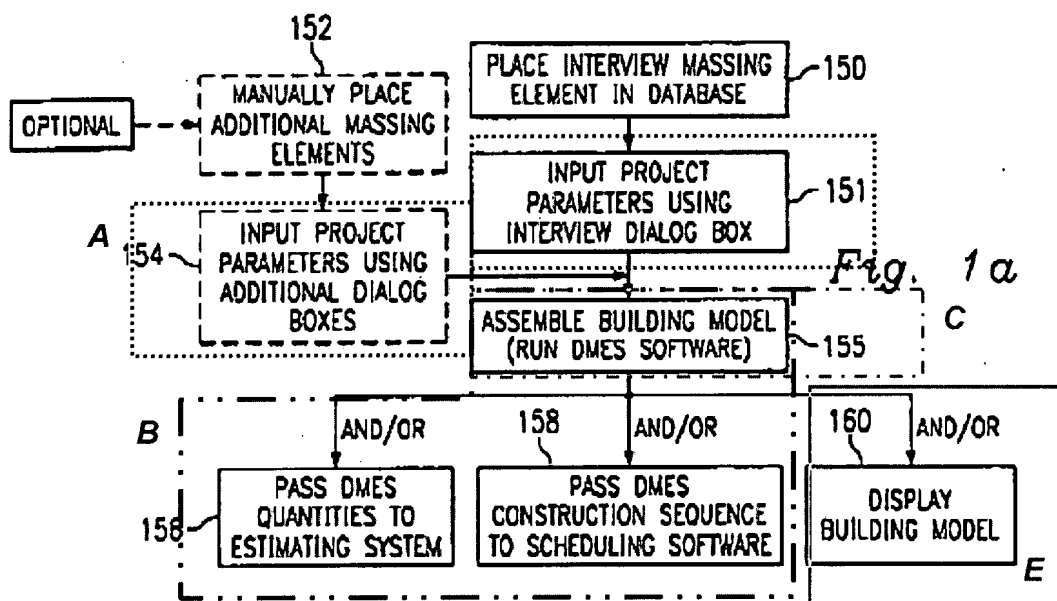 152
PLACE INTERVIEW MASSING
ELEMENT IN DATABASE
150
OPTIONAL
MANUALLY PLACE
ADDITIONAL MASSING
ELEMENTS
INPUT PROJECT
PARAMETERS USING
INTERVIEW DIALOG BOX
151
A
154
INPUT PROJECT
PARAMETERS USING
ADDITIONAL DIALOG
BOXES
Fig. 1a
ASSEMBLE BUILDING MODEL
(RUN DMES SOFTWARE)
155
C
B
AND/OR
158
AND/OR
160
AND/OR
158
PASS DMES
QUANTITIES TO
ESTIMATING SYSTEM
PASS DMES
CONSTRUCTION SEQUENCE
TO SCHEDULING SOFTWARE
DISPLAY
BUILDING MODEL
E